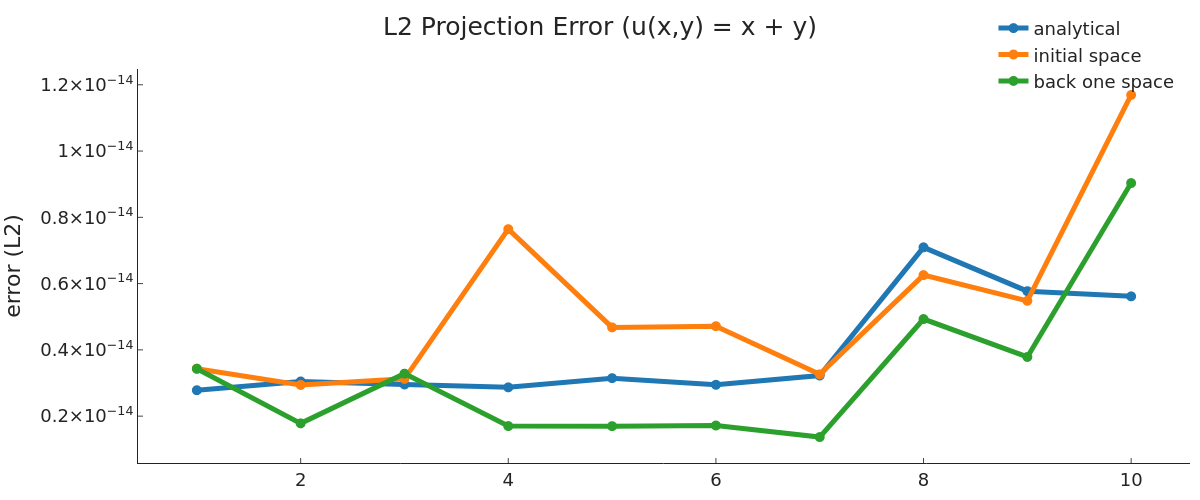 L2 Projection Error (u(x,y) = x + y)
analytical
initial space
back one space
error (L2)
1.2×10⁻¹⁴
1×10⁻¹⁴
0.8×10⁻¹⁴
0.6×10⁻¹⁴
0.4×10⁻¹⁴
0.2×10⁻¹⁴
2 4 6 8 10